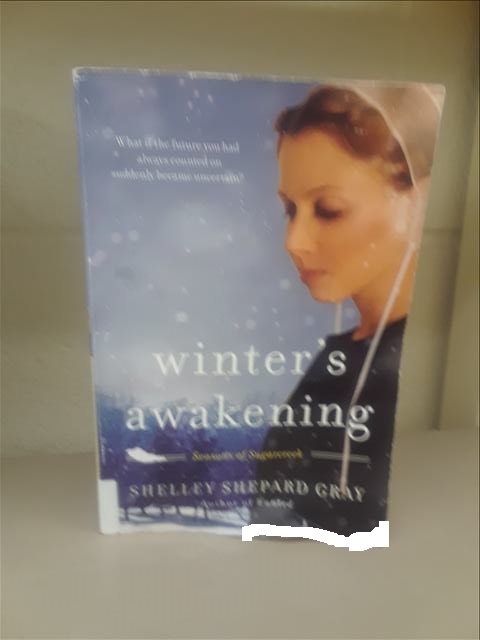 What if the future you had
always counted on
suddenly became uncertain?
winter's
awakening
Seasons of Sugarcreek
SHELLEY SHEPARD GRAY
Author of